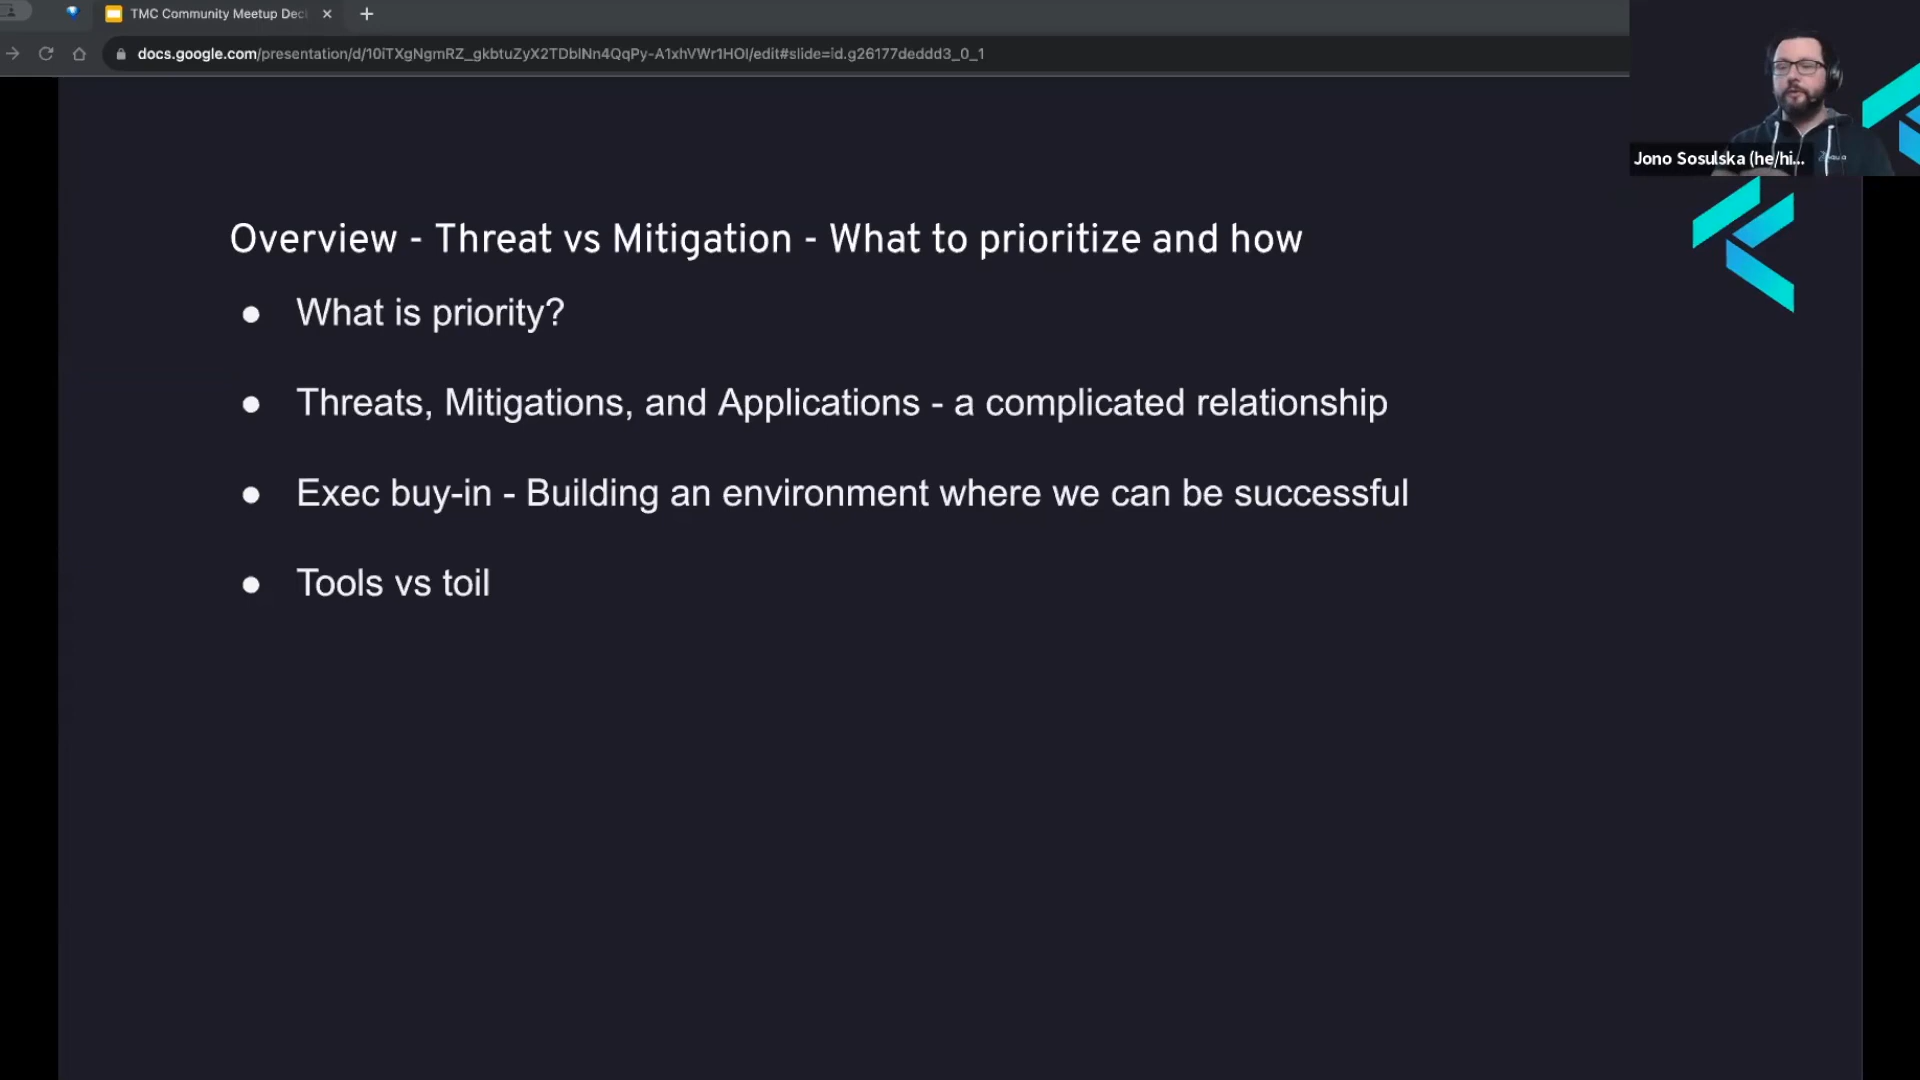 TMC Community Meetup Dec
docs.google.com/presentation/d/10iTXgNgmRZ_gkbtuZyX2TDblNn4QqPy-A1xhVWr1HOI/edit#slide=id.g26177deddd3_0_1
Jono Sosulska (he/hi...
Overview - Threat vs Mitigation - What to prioritize and how
● What is priority?
● Threats, Mitigations, and Applications - a complicated relationship
● Exec buy-in - Building an environment where we can be successful
● Tools vs toil